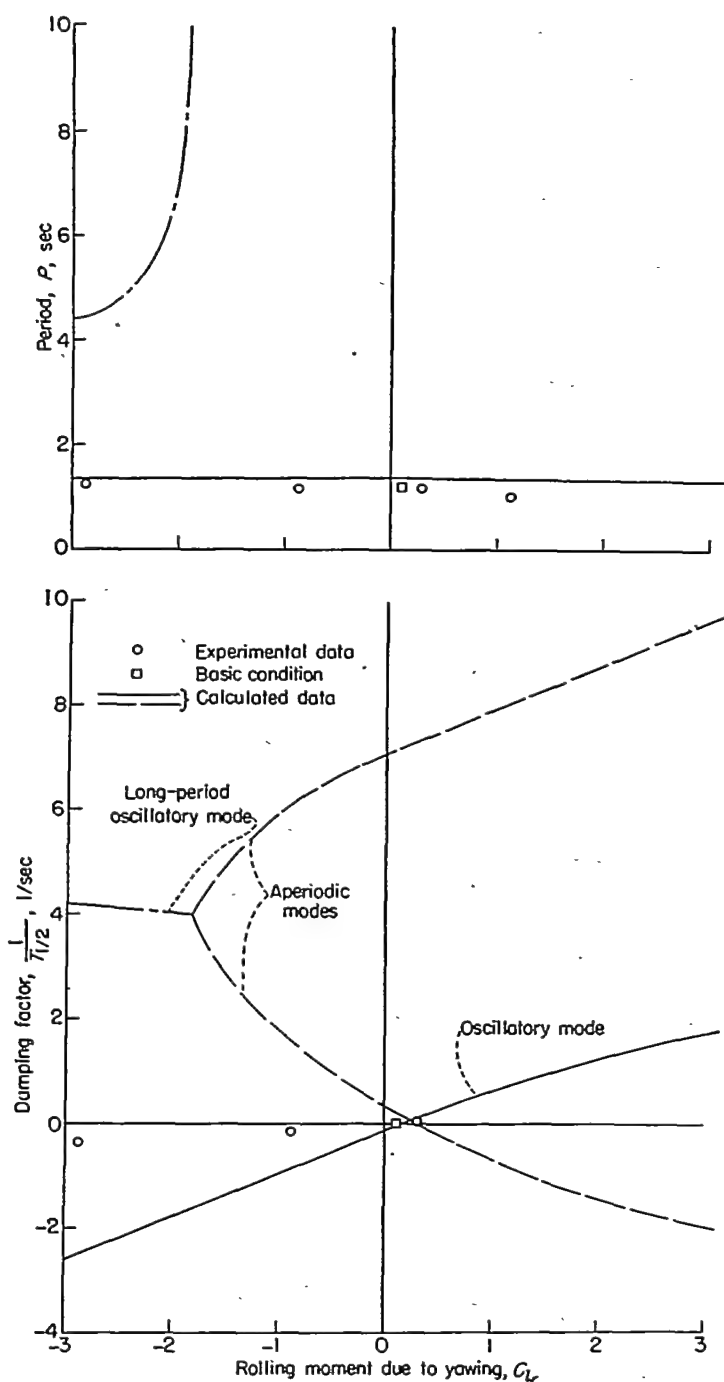 10
8
6
4
2
0
Period, P, sec
10
8
6
4
2
0
-2
-4
Damping factor, 1/T1/2, 1/sec
Experimental data
Basic condition
Calculated data
Long-period
oscillatory mode
Aperiodic
modes
Oscillatory mode
-3 -2 -1 0 1 2 3
Rolling moment due to yawing, Clr